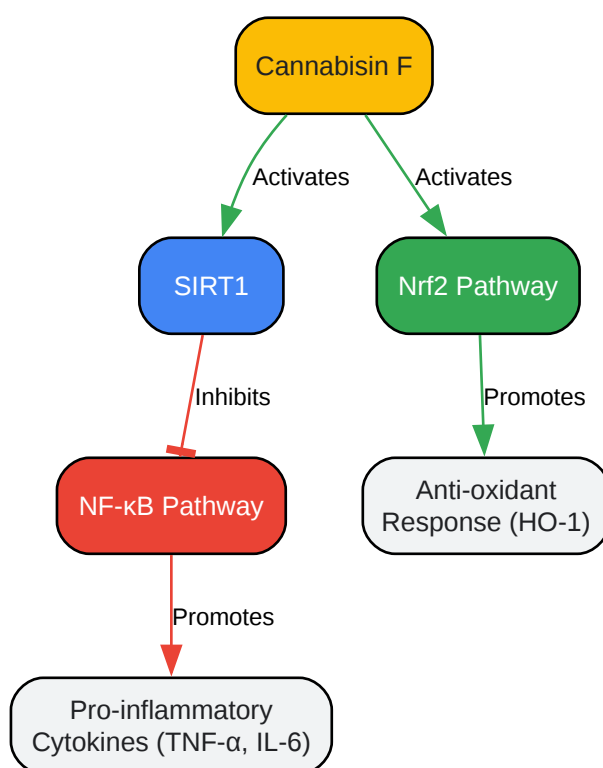 Cannabisin F
Activates
Activates
SIRT1
Nrf2 Pathway
Inhibits
Promotes
NF-κB Pathway
Anti-oxidant
Response (HO-1)
Promotes
Pro-inflammatory
Cytokines (TNF-α, IL-6)